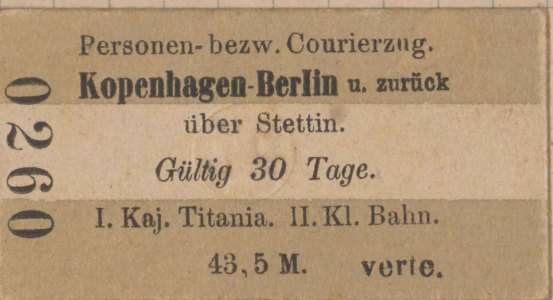 Personen- bezw. Courierzug.
Kopenhagen-Berlin u. zurück
über Stettin.
Gültig 30 Tage.
I. Kaj. Titania. II. Kl. Bahn.
43,5 M. verte.
0260